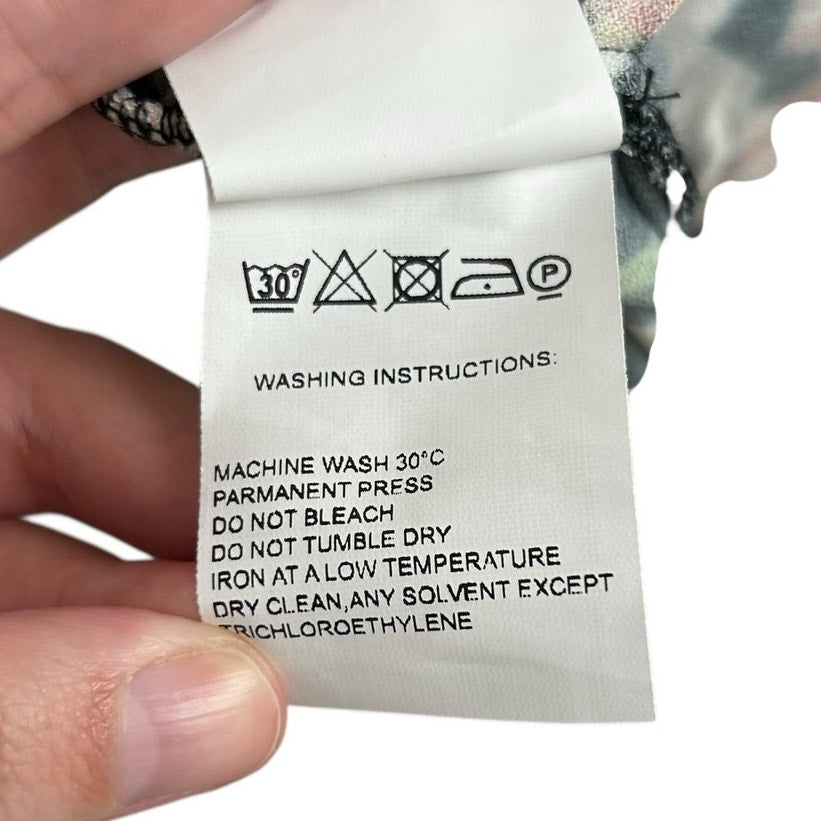 30°
P
WASHING INSTRUCTIONS:
MACHINE WASH 30°C
PARMANENT PRESS
DO NOT BLEACH
DO NOT TUMBLE DRY
IRON AT A LOW TEMPERATURE
DRY CLEAN,ANY SOLVENT EXCEPT
TRICHLOROETHYLENE